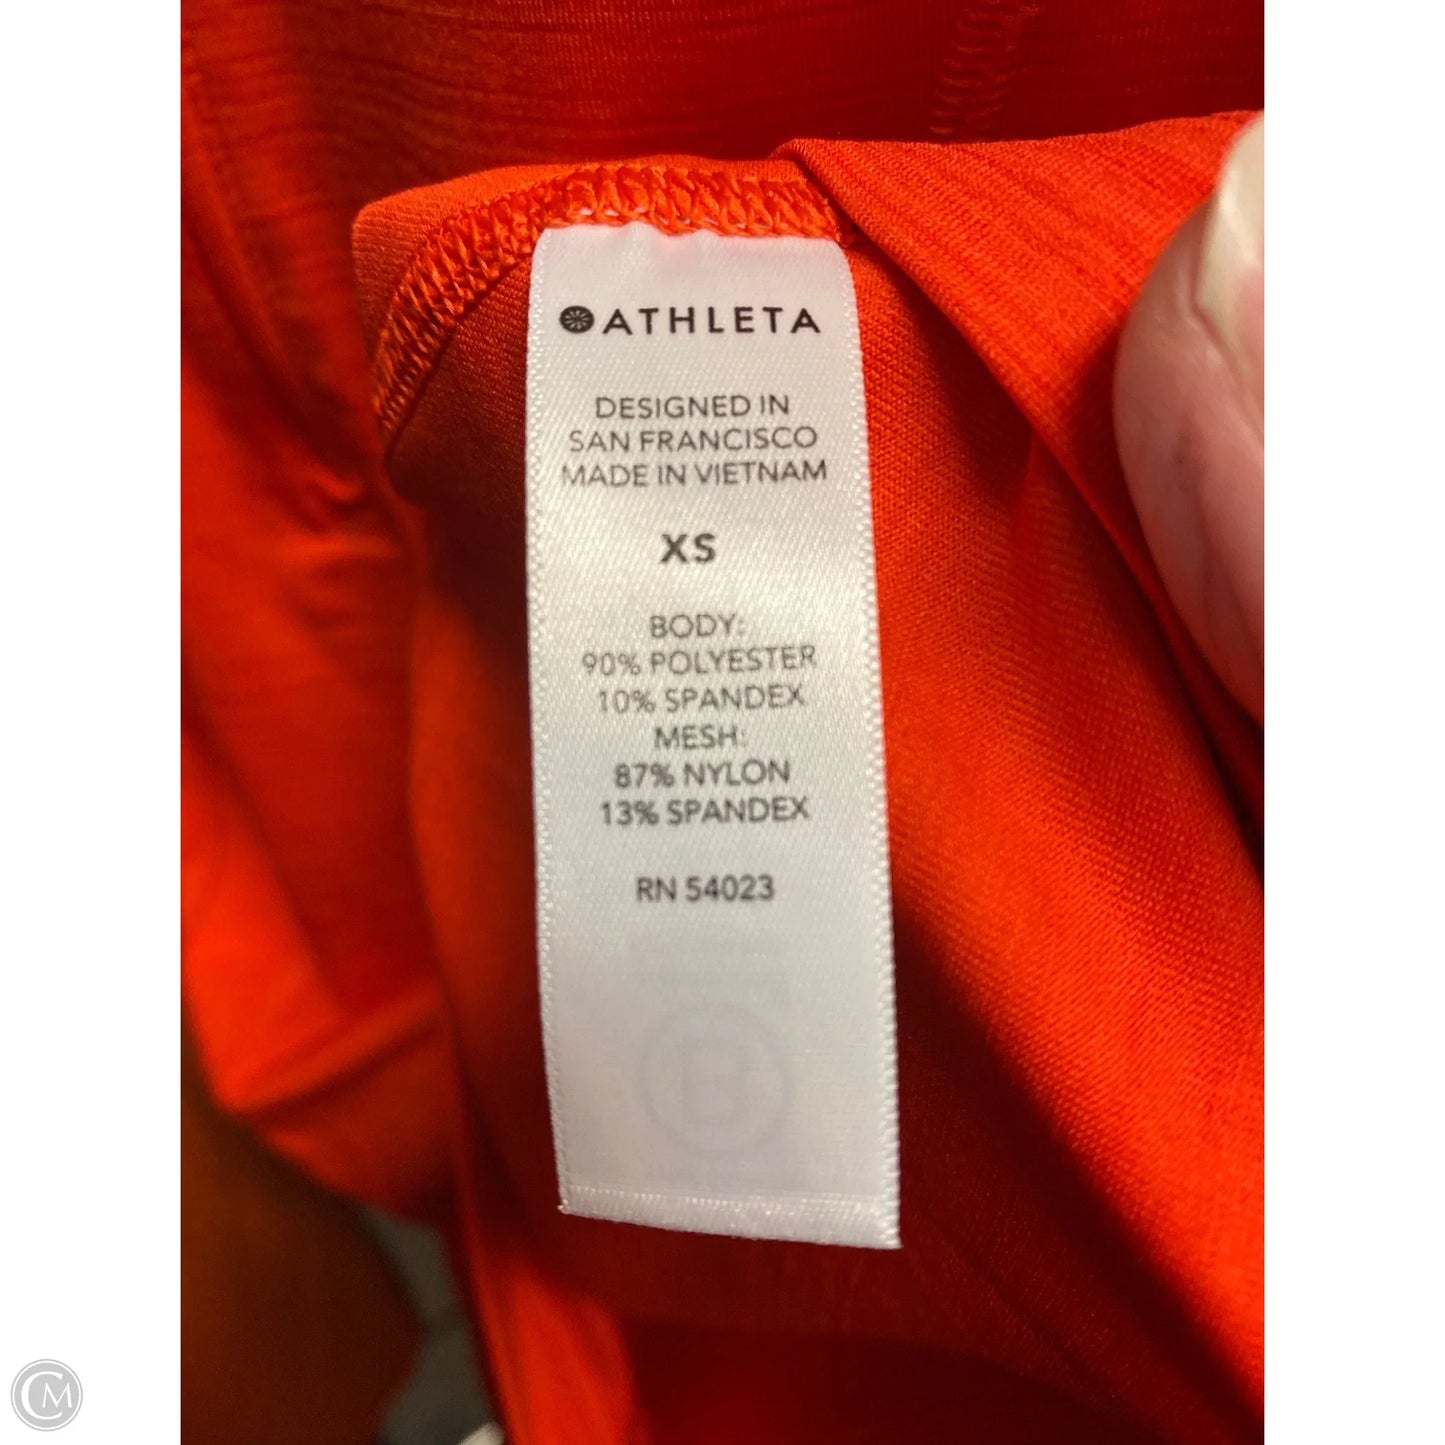 ATHLETA
DESIGNED IN
SAN FRANCISCO
MADE IN VIETNAM
XS
BODY:
90% POLYESTER
10% SPANDEX
MESH:
87% NYLON
13% SPANDEX
RN 54023
CM